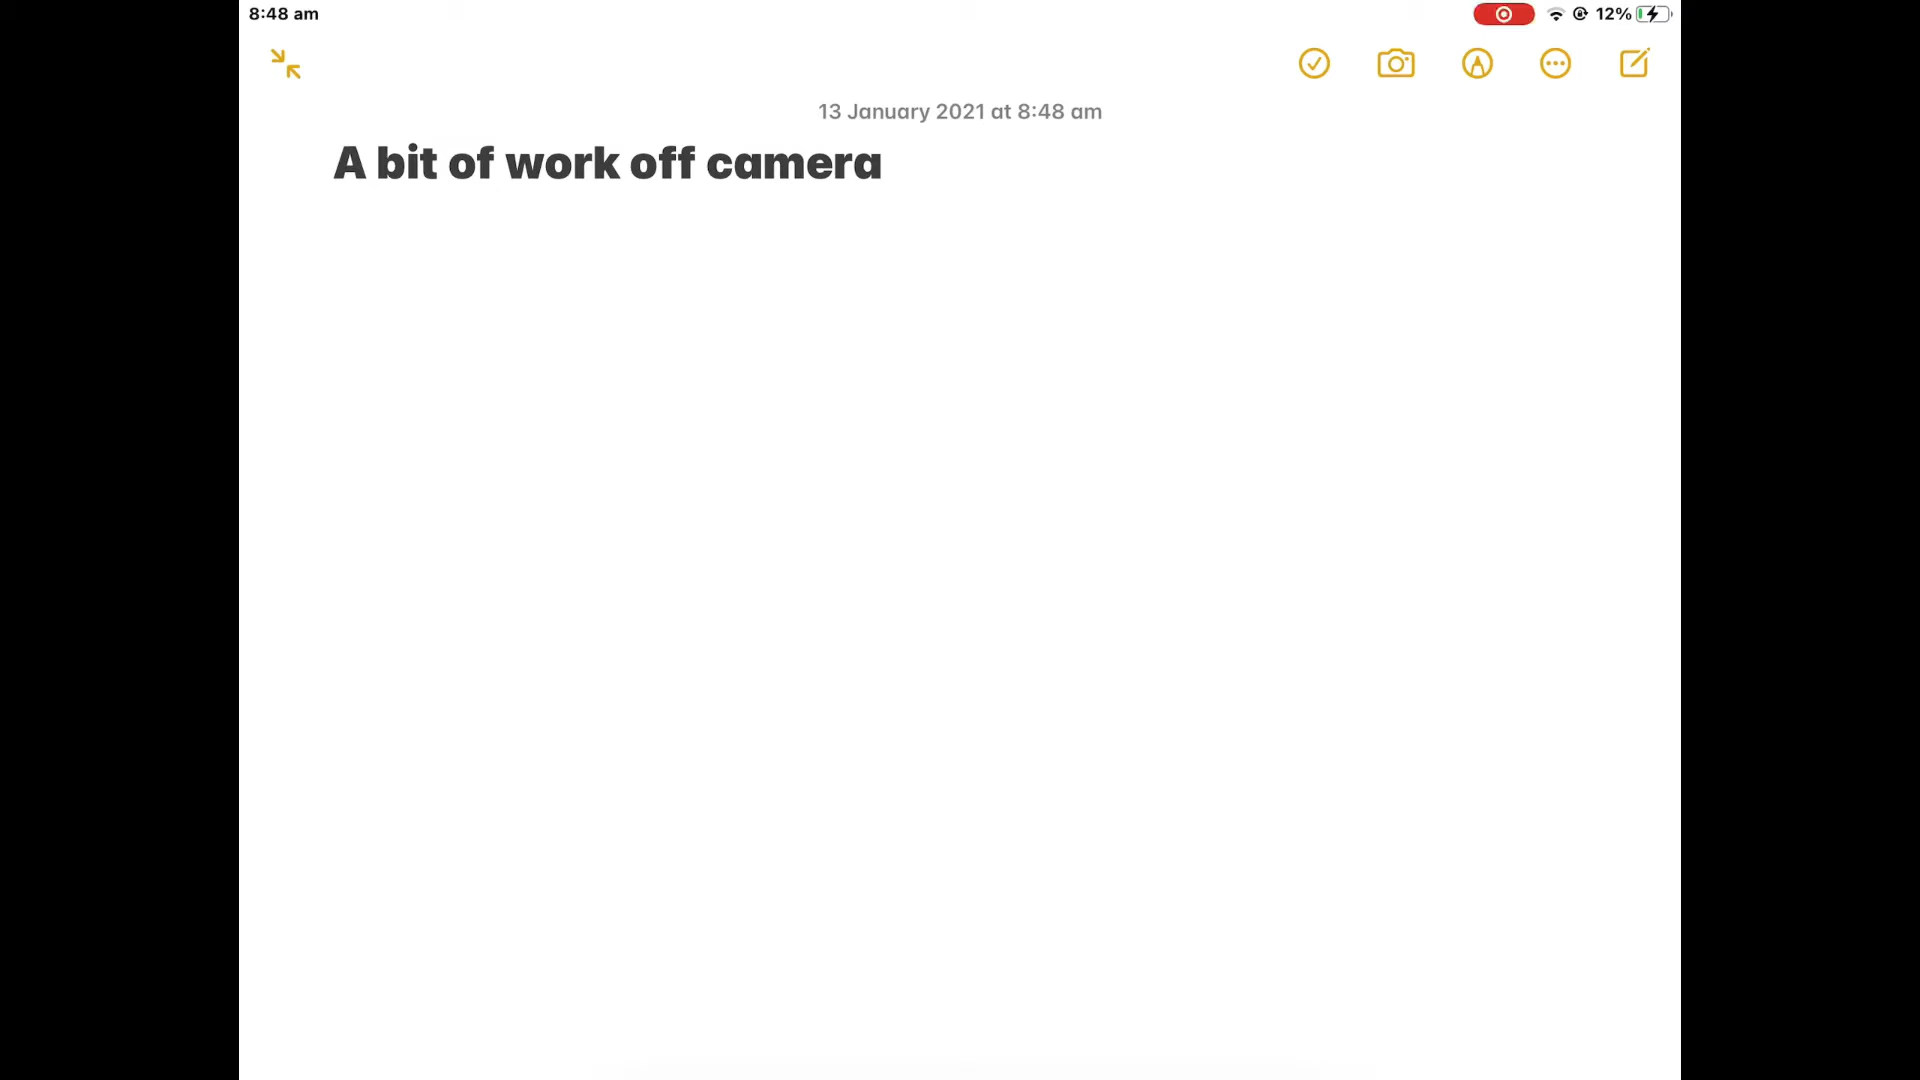 8:48 am
12%
13 January 2021 at 8:48 am
A bit of work off camera